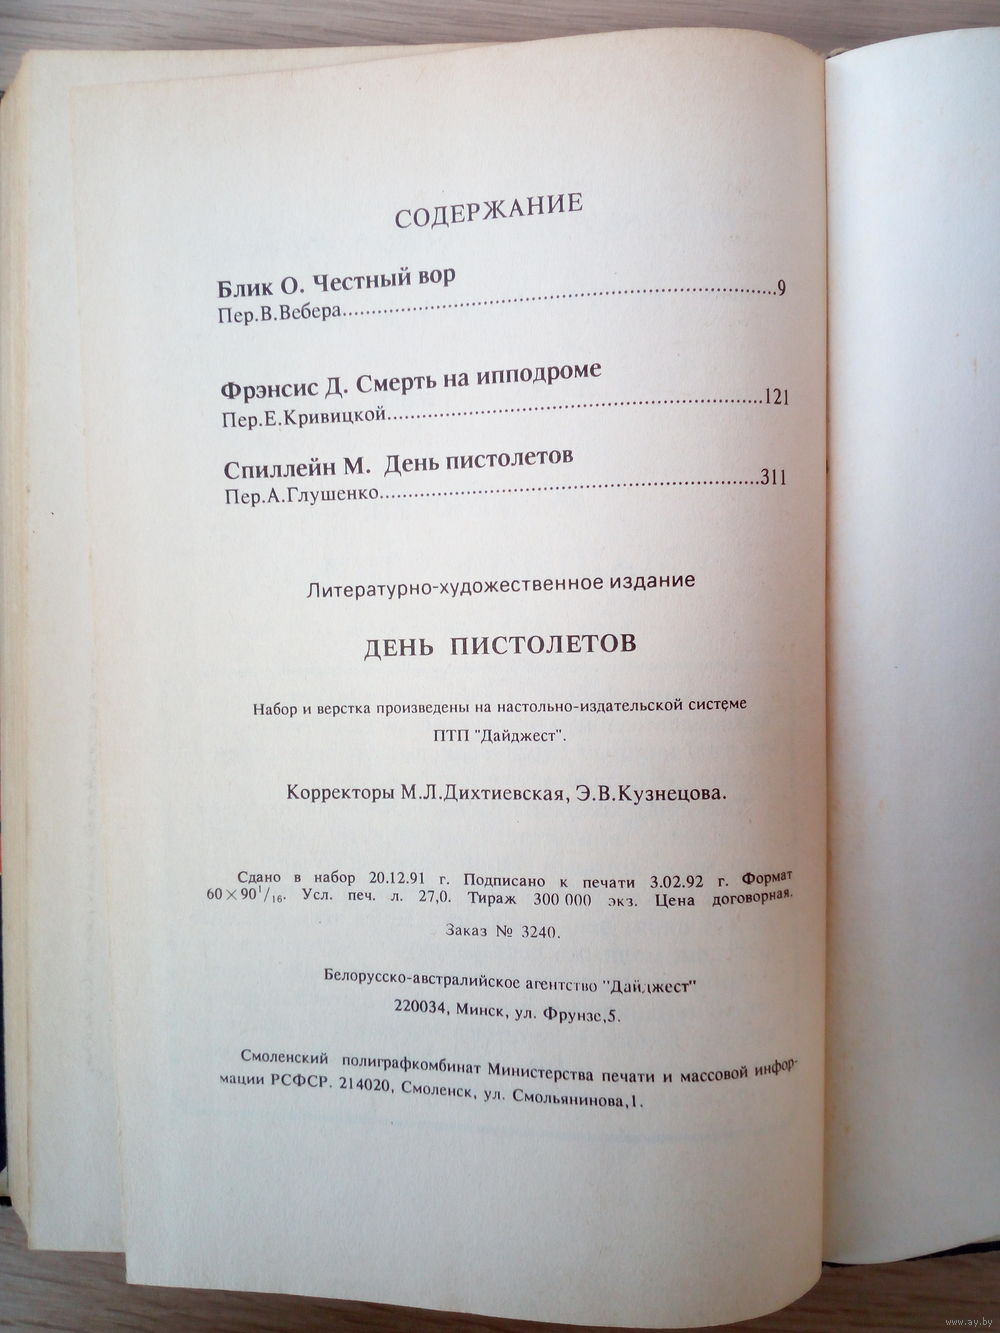 СОДЕРЖАНИЕ
Блик О. Честный вор
Пер.В.Вебера..........................................................................9
Фрэнсис Д. Смерть на ипподроме
Пер.Е.Кривицкой................................................................121
Спиллейн М. День пистолетов
Пер.А.Глушенко.................................................................311
Литературно-художественное издание
ДЕНЬ ПИСТОЛЕТОВ
Набор и верстка произведены на настольно-издательской системе
ПТП "Дайджест".
Корректоры М.Л.Дихтиевская, Э.В.Кузнецова.
Сдано в набор 20.12.91 г. Подписано к печати 3.02.92 г. Формат
60×90¹/₁₆. Усл. печ. л. 27,0. Тираж 300 000 экз. Цена договорная.
Заказ № 3240.
Белорусско-австралийское агентство "Дайджест"
220034, Минск, ул. Фрунзе,5.
Смоленский полиграфкомбинат Министерства печати и массовой инфор-
мации РСФСР. 214020, Смоленск, ул. Смольянинова,1.
www.ay.by